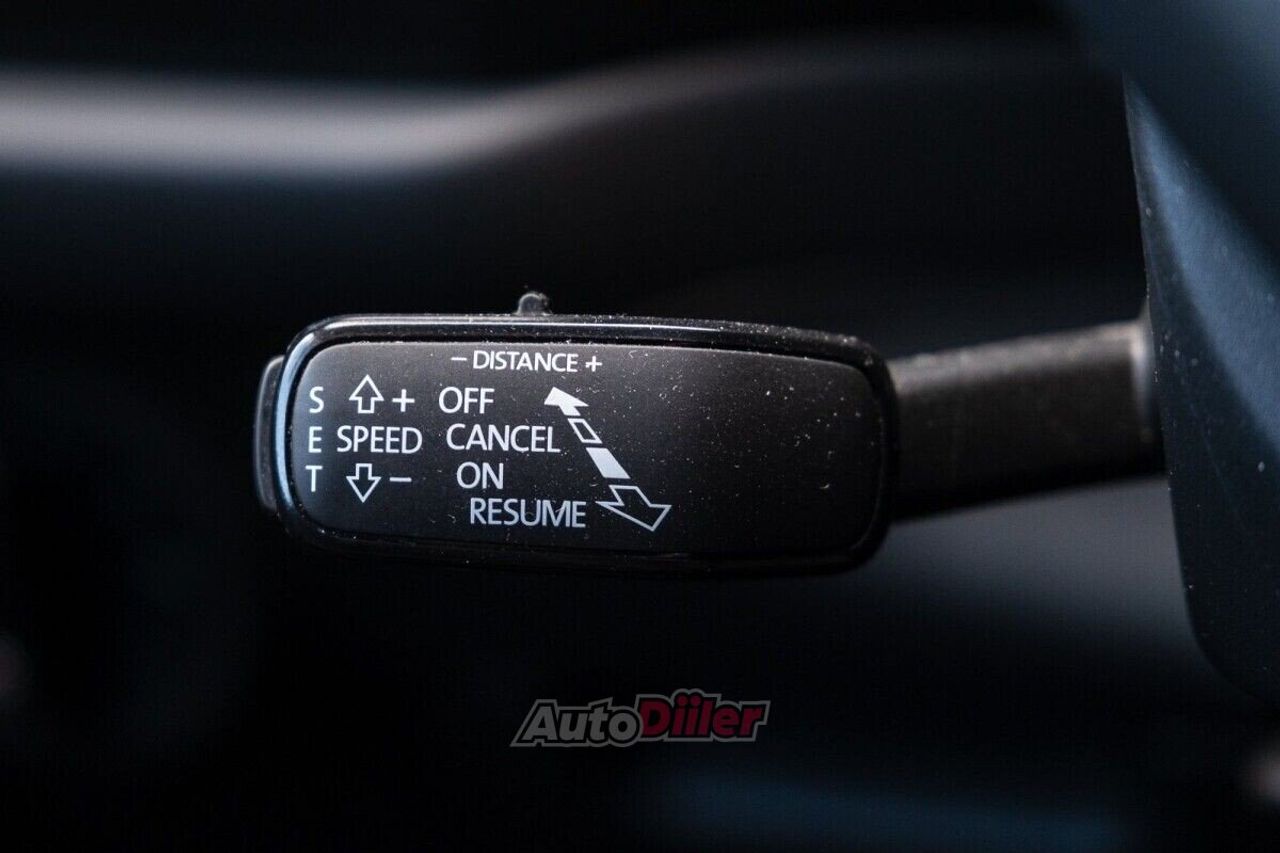 – DISTANCE +
S + OFF
E SPEED CANCEL
T – ON
RESUME
AutoDiiler